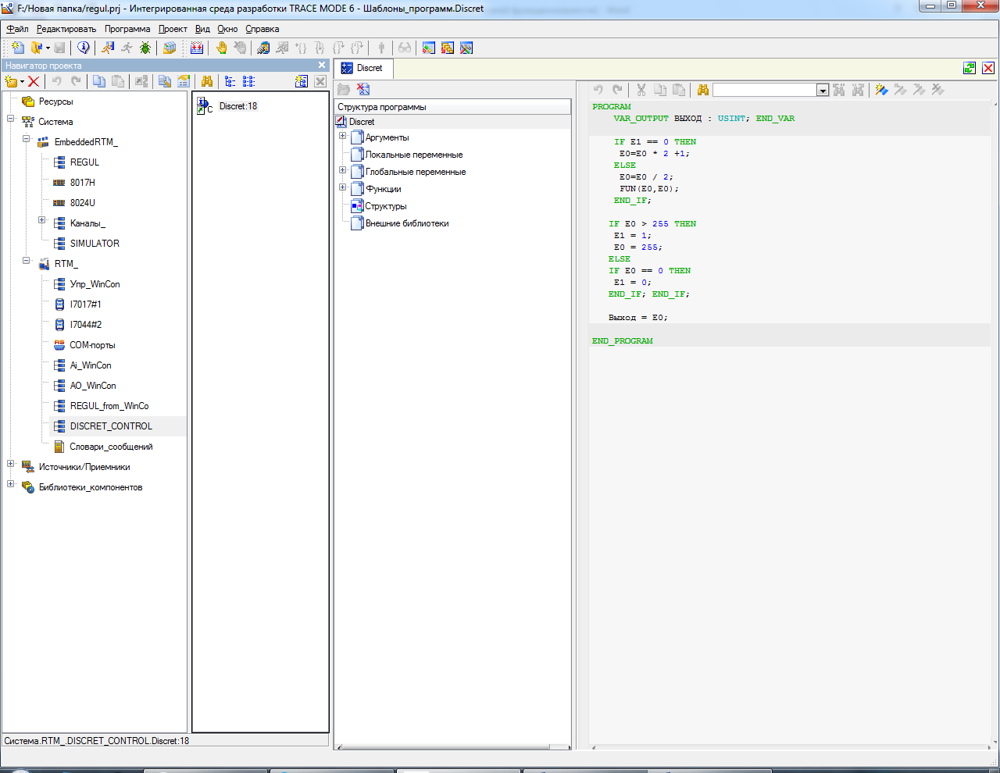 F:/Новая папка/regul.prj - Интегрированная среда разработки TRACE MODE 6 - Шаблоны_программ.Discret
Файл Редактировать Программа Проект Вид Окно Справка
Навигатор проекта
Ресурсы
Система
EmbeddedRTM_
REGUL
8017H
8024U
Каналы_
SIMULATOR
RTM_
Упр_WinCon
I7017#1
I7044#2
COM-порты
Ai_WinCon
AO_WinCon
REGUL_from_WinCo
DISCRET_CONTROL
Словари_сообщений
Источники/Приемники
Библиотеки_компонентов
Discret:18
Система.RTM_.DISCRET_CONTROL.Discret:18
Discret
Структура программы
Discret
Аргументы
Локальные переменные
Глобальные переменные
Функции
Структуры
Внешние библиотеки
PROGRAM
VAR_OUTPUT ВЫХОД : USINT; END_VAR
IF E1 == 0 THEN
E0=E0 * 2 +1;
ELSE
E0=E0 / 2;
FUN(E0,E0);
END_IF;
IF E0 > 255 THEN
E1 = 1;
E0 = 255;
ELSE
IF E0 == 0 THEN
E1 = 0;
END_IF; END_IF;
Выход = E0;
END_PROGRAM